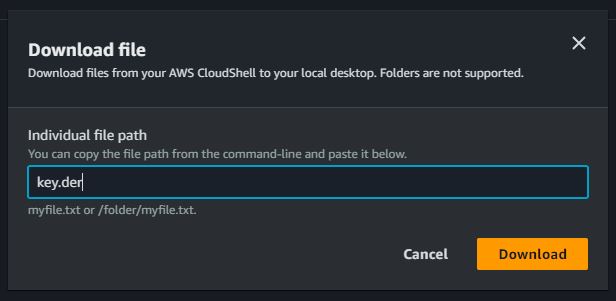 Download file
Download files from your AWS CloudShell to your local desktop. Folders are not supported.
Individual file path
You can copy the file path from the command-line and paste it below.
key.der
myfile.txt or /folder/myfile.txt.
Cancel
Download